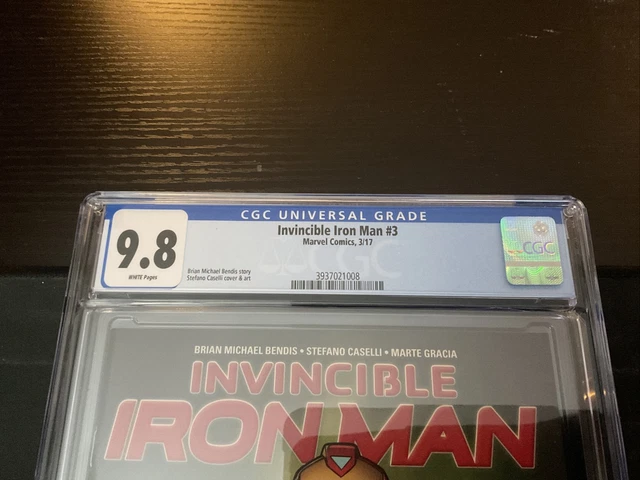 CGC UNIVERSAL GRADE
9.8
WHITE Pages
Invincible Iron Man #3
Marvel Comics, 3/17
Brian Michael Bendis story
Stefano Caselli cover & art
3937021008
CGC
CGC
BRIAN MICHAEL BENDIS • STEFANO CASELLI • MARTE GRACIA
INVINCIBLE
IRON MAN